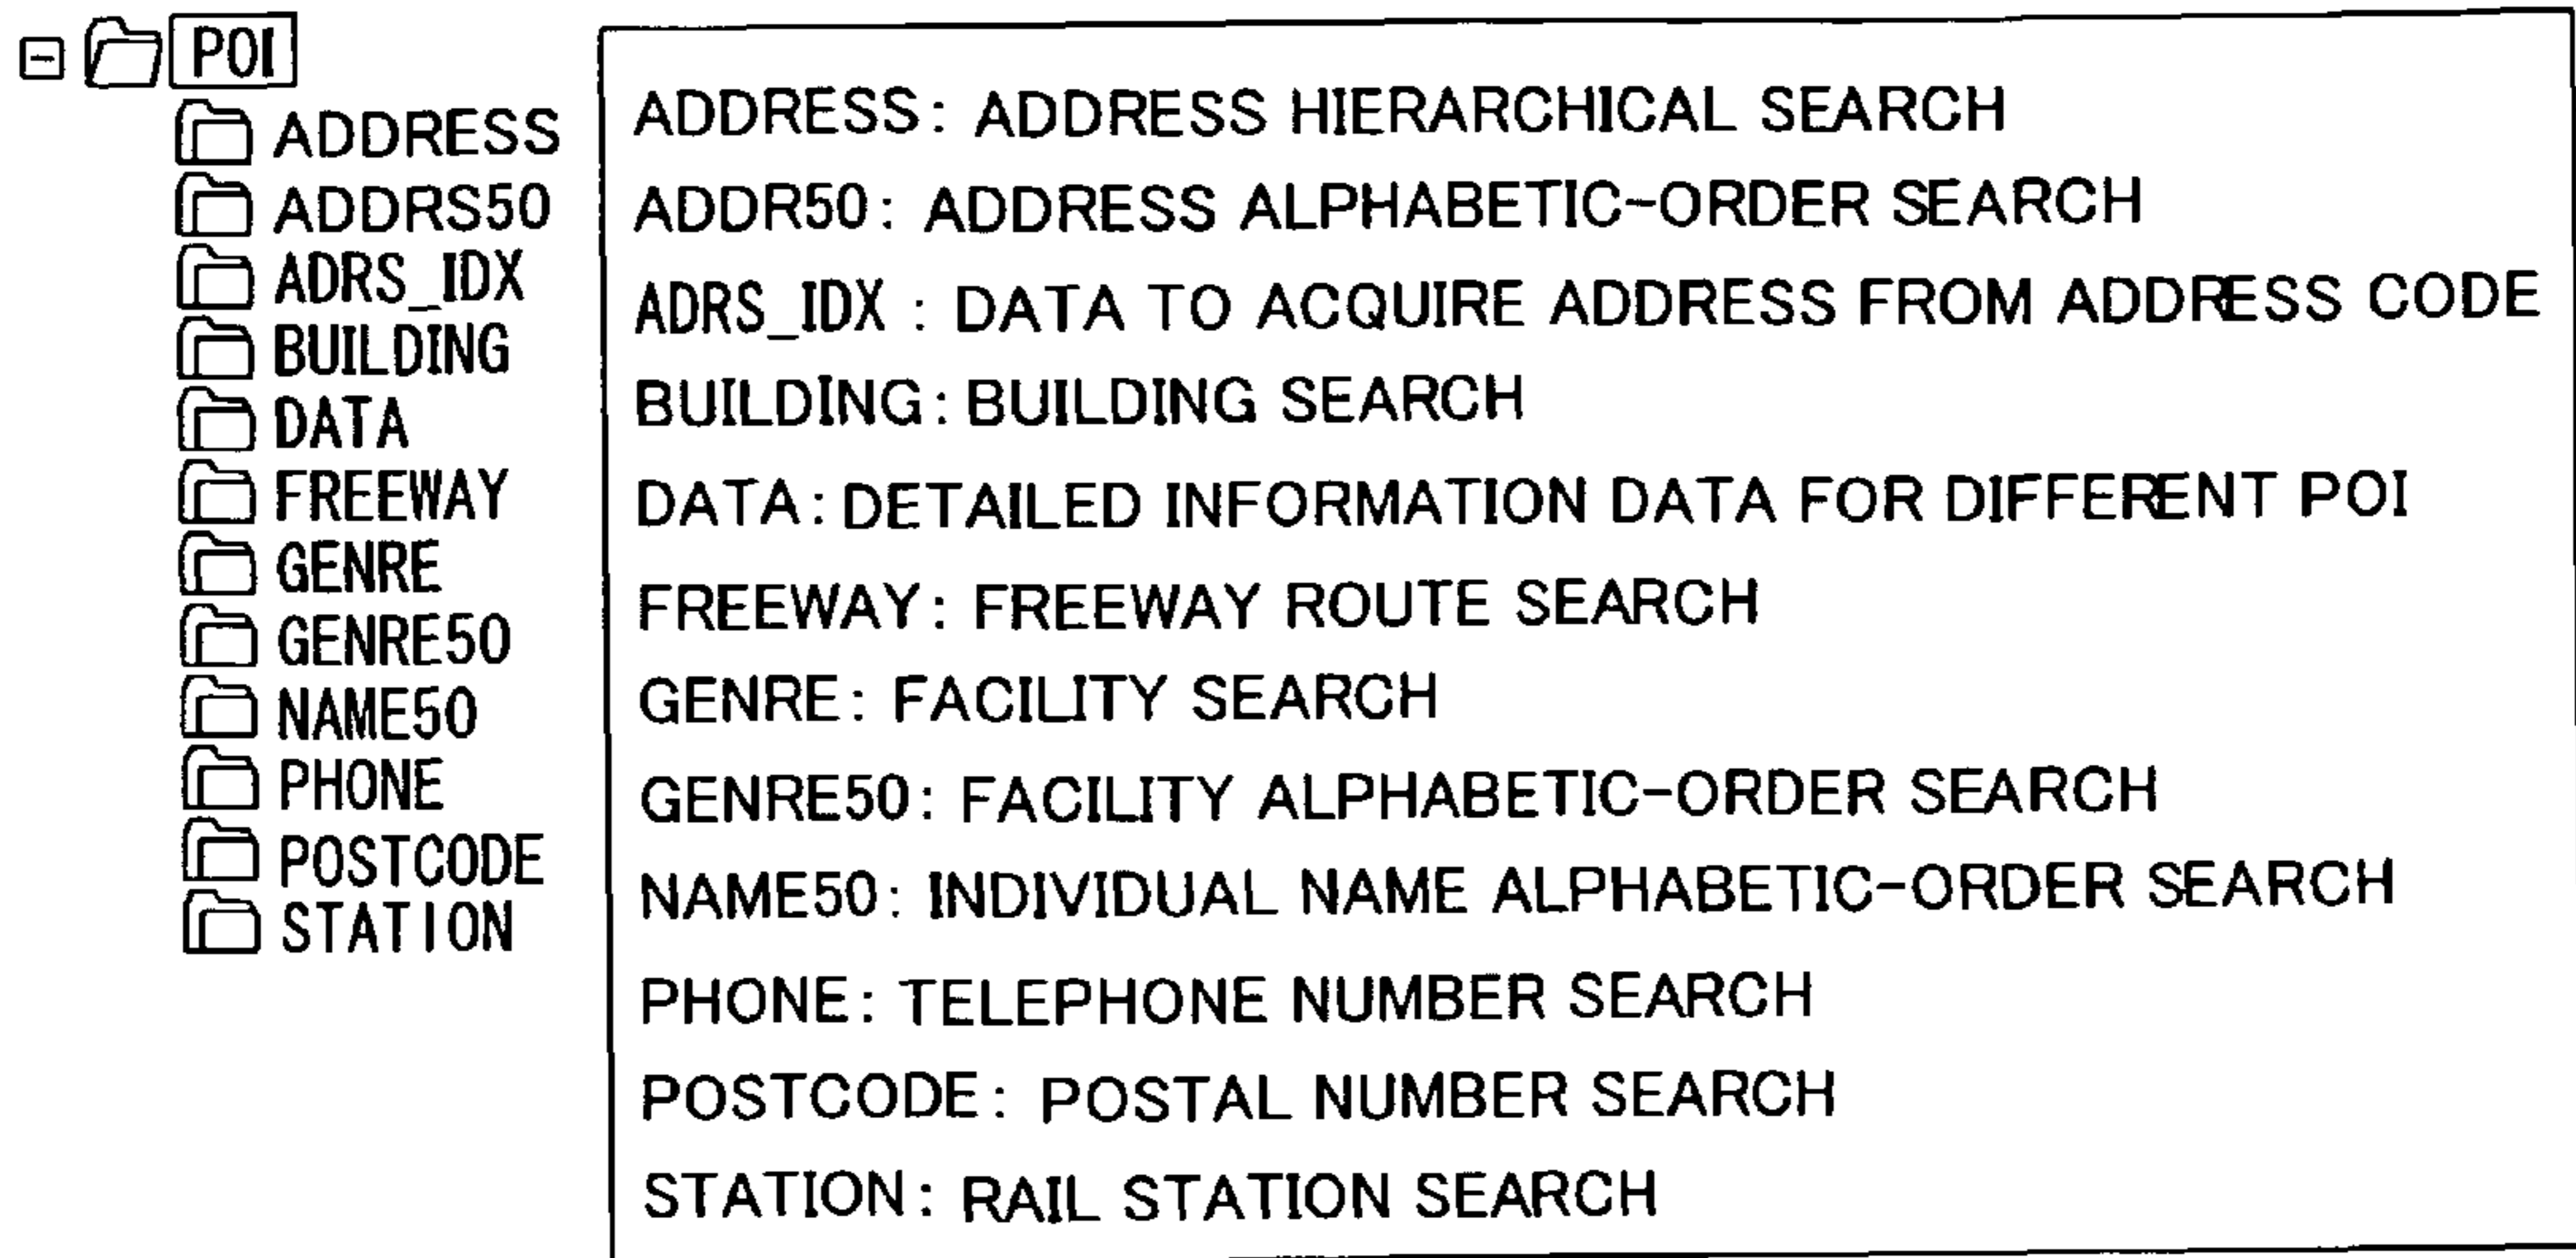 POI
ADDRESS
ADDRS50
ADRS_IDX
BUILDING
DATA
FREEWAY
GENRE
GENRE50
NAME50
PHONE
POSTCODE
STATION
ADDRESS: ADDRESS HIERARCHICAL SEARCH
ADDR50: ADDRESS ALPHABETIC-ORDER SEARCH
ADRS_IDX : DATA TO ACQUIRE ADDRESS FROM ADDRESS CODE
BUILDING: BUILDING SEARCH
DATA: DETAILED INFORMATION DATA FOR DIFFERENT POI
FREEWAY: FREEWAY ROUTE SEARCH
GENRE: FACILITY SEARCH
GENRE50: FACILITY ALPHABETIC-ORDER SEARCH
NAME50: INDIVIDUAL NAME ALPHABETIC-ORDER SEARCH
PHONE: TELEPHONE NUMBER SEARCH
POSTCODE: POSTAL NUMBER SEARCH
STATION: RAIL STATION SEARCH